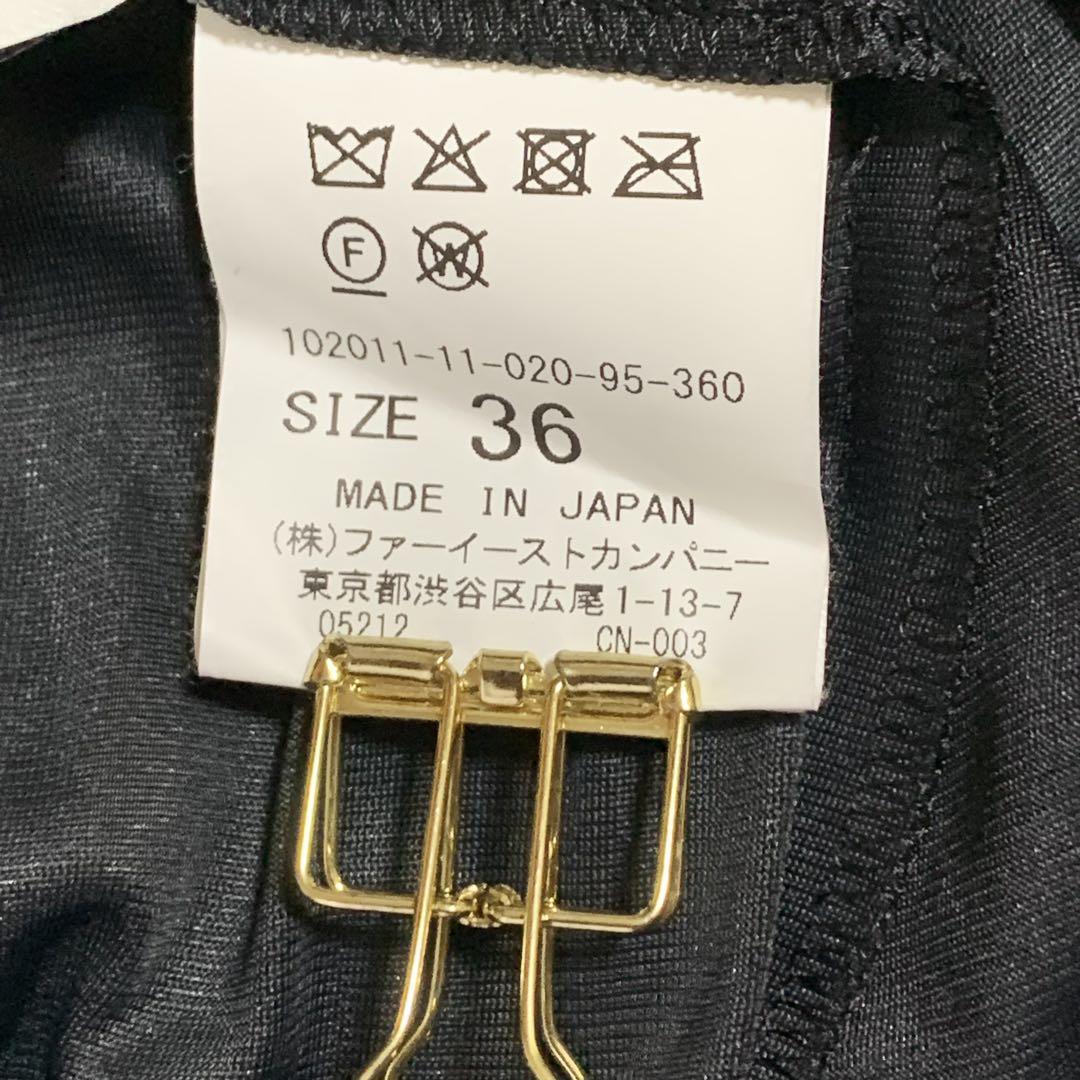 F W
102011-11-020-95-360
SIZE 36
MADE IN JAPAN
(株)ファーイーストカンパニー
東京都渋谷区広尾1-13-7
05212 CN-003